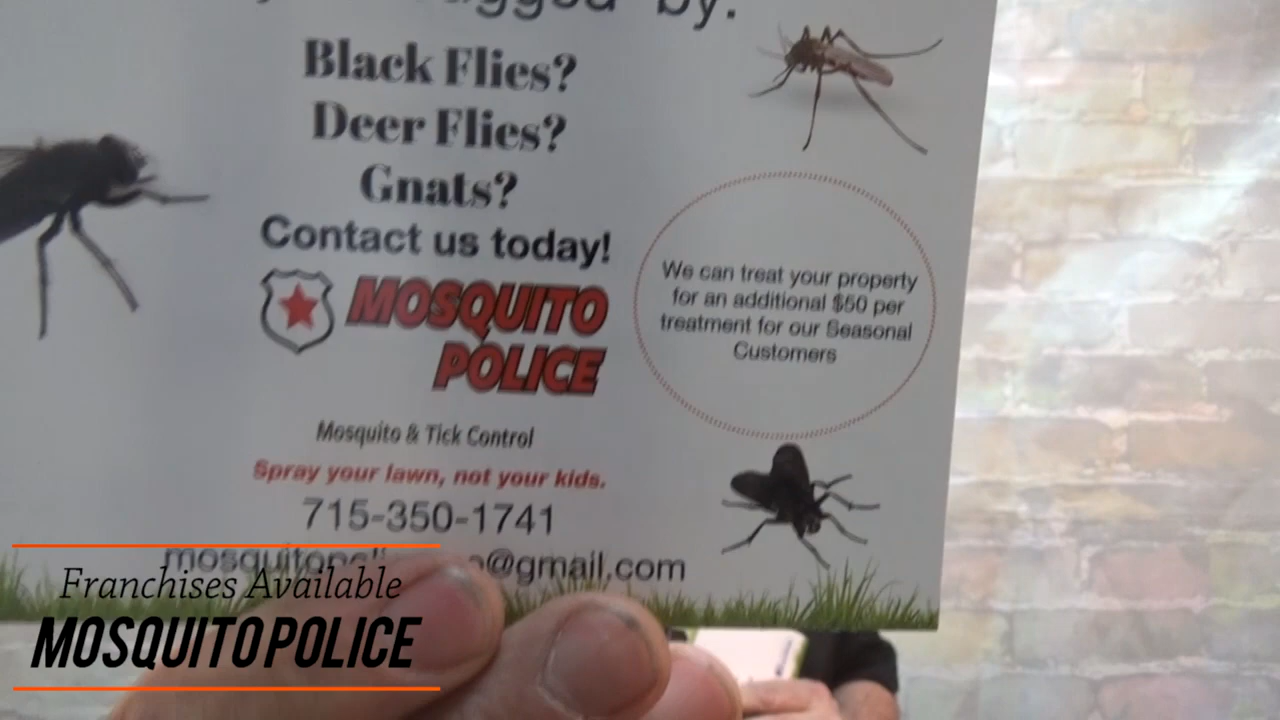 by:
Black Flies?
Deer Flies?
Gnats?
Contact us today!
MOSQUITO
POLICE
Mosquito & Tick Control
Spray your lawn, not your kids.
715-350-1741
@gmail.com
We can treat your property
for an additional $50 per
treatment for our Seasonal
Customers
Franchises Available
MOSQUITO POLICE